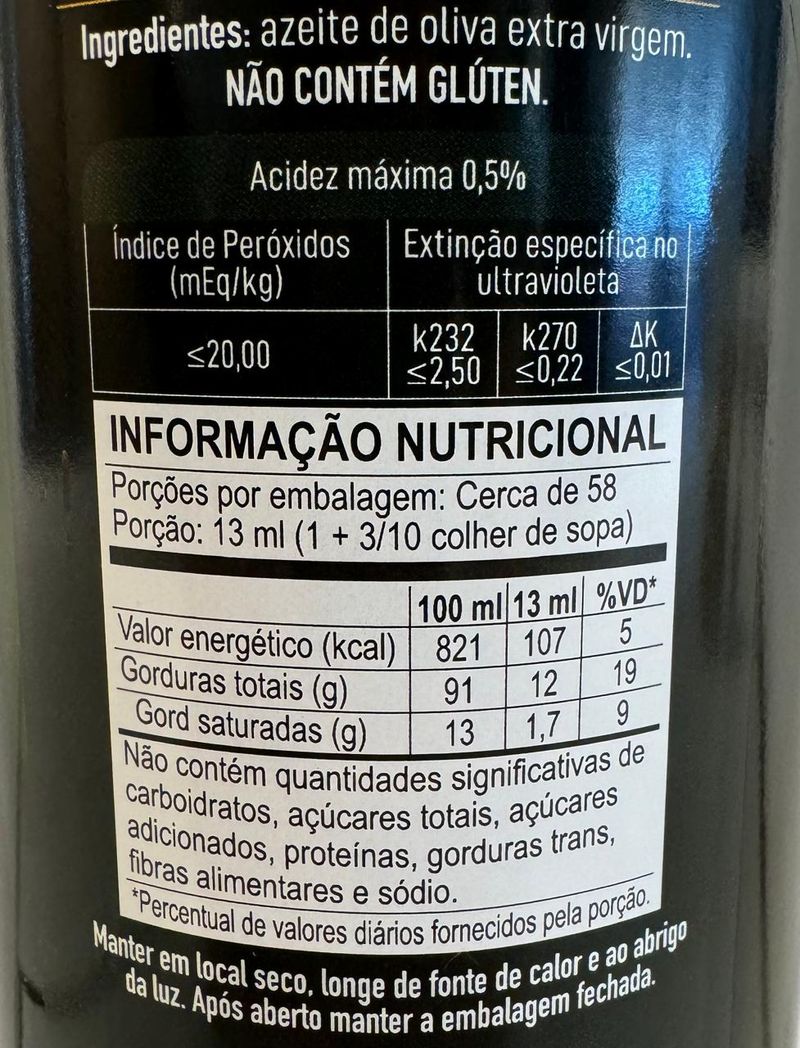 Ingredientes: azeite de oliva extra virgem.
NÃO CONTÉM GLÚTEN.
Acidez máxima 0,5%
Índice de Peróxidos
(mEq/kg)
Extinção específica no
ultravioleta
≤20,00
k232
≤2,50
k270
≤0,22
ΔK
≤0,01
INFORMAÇÃO NUTRICIONAL
Porções por embalagem: Cerca de 58
Porção: 13 ml (1 + 3/10 colher de sopa)
100 ml 13 ml %VD*
Valor energético (kcal) 821 107 5
Gorduras totais (g) 91 12 19
Gord saturadas (g) 13 1,7 9
Não contém quantidades significativas de
carboidratos, açúcares totais, açúcares
adicionados, proteínas, gorduras trans,
fibras alimentares e sódio.
*Percentual de valores diários fornecidos pela porção.
Manter em local seco, longe de fonte de calor e ao abrigo
da luz. Após aberto manter a embalagem fechada.